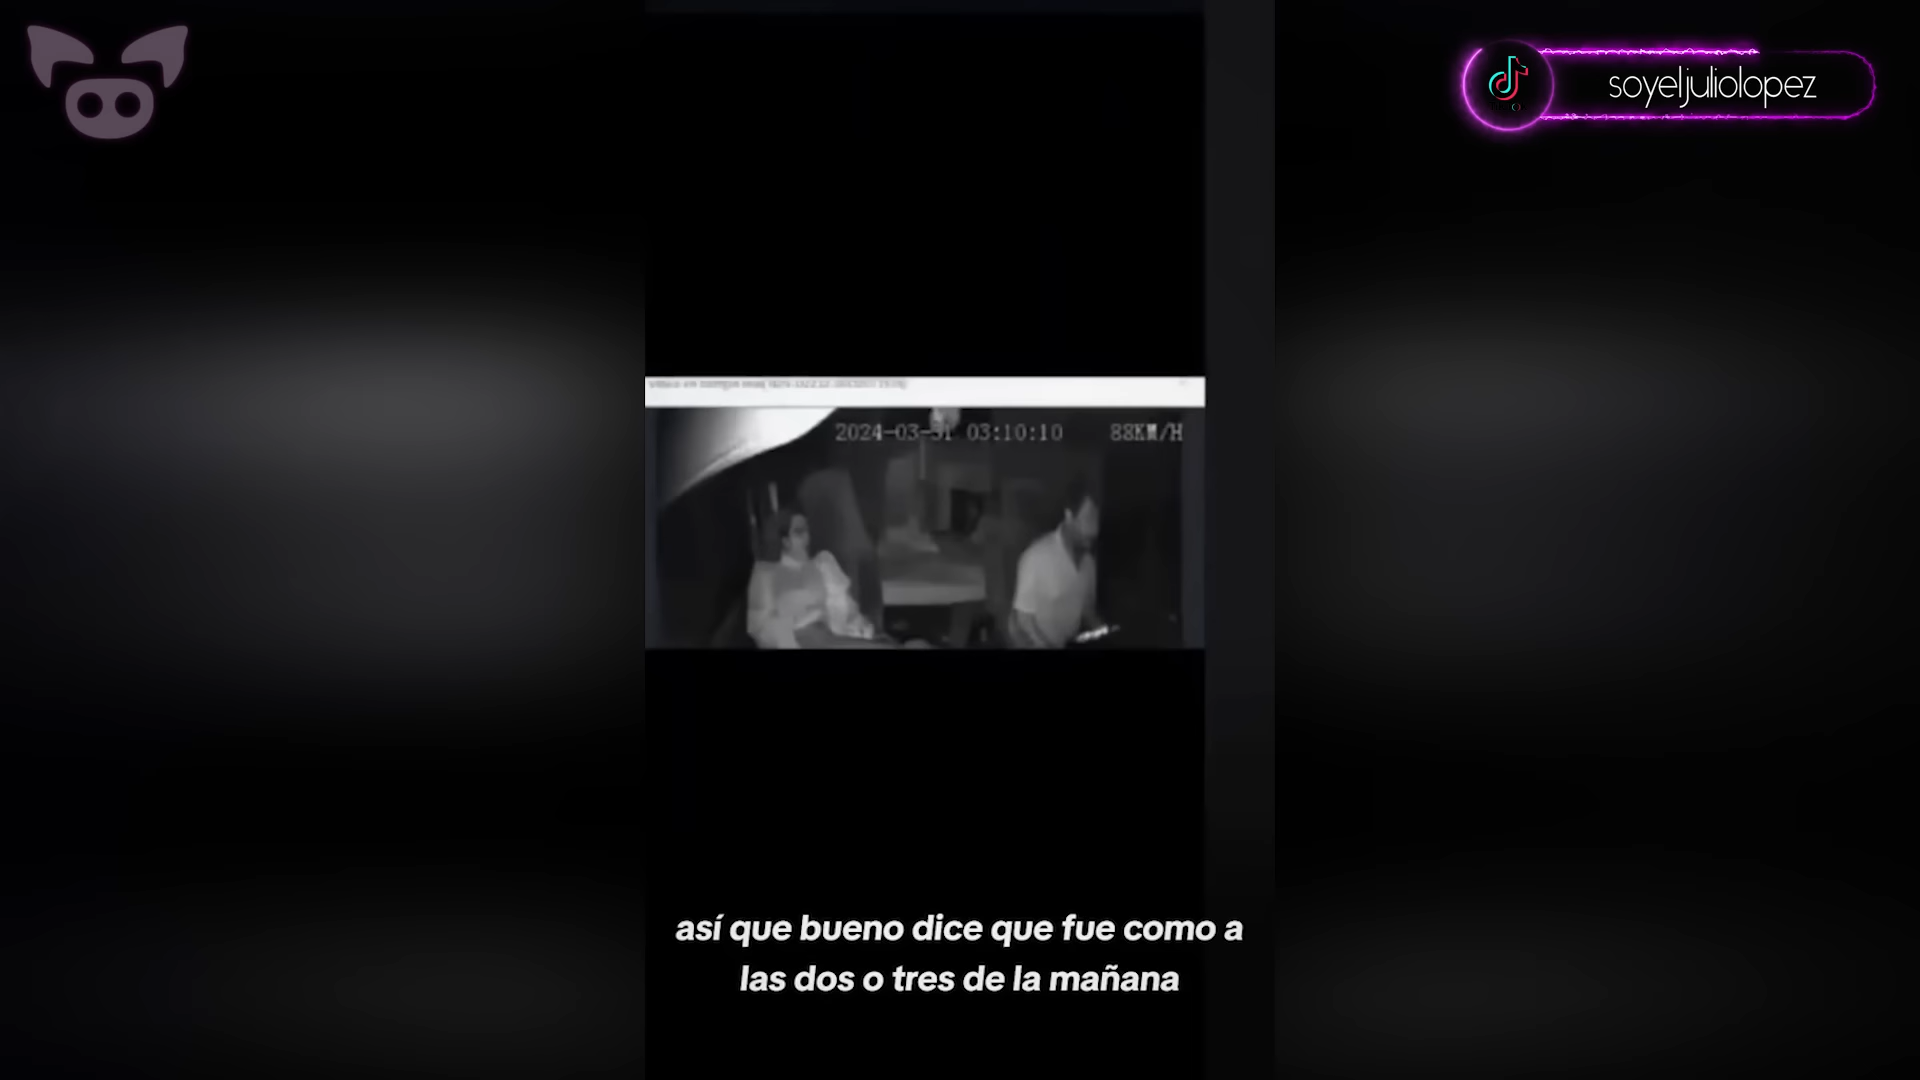 soyeljuliolopez
2024-03-31 03:10:10 88KM/H
así que bueno dice que fue como a
las dos o tres de la mañana